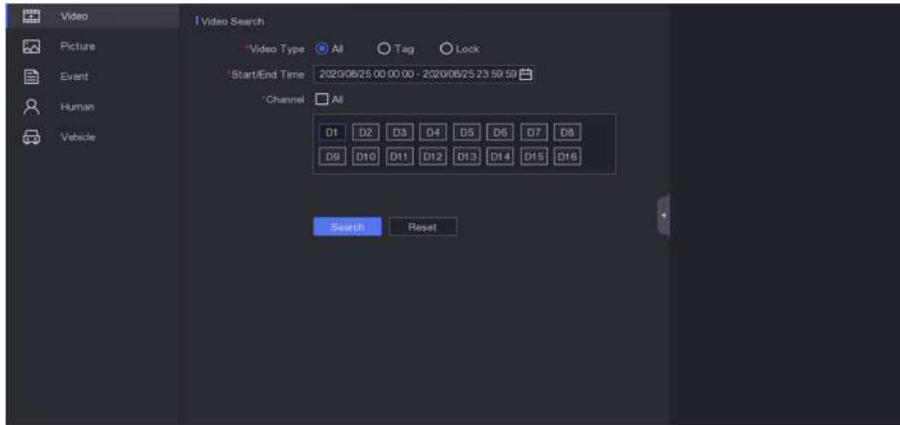 Video
Picture
Event
Human
Vehicle
Video Search
*Video Type All Tag Lock
*Start/End Time 2020/08/25 00:00:00 - 2020/08/25 23:59:59
*Channel All
D1 D2 D3 D4 D5 D6 D7 D8
D9 D10 D11 D12 D13 D14 D15 D16
Search Reset